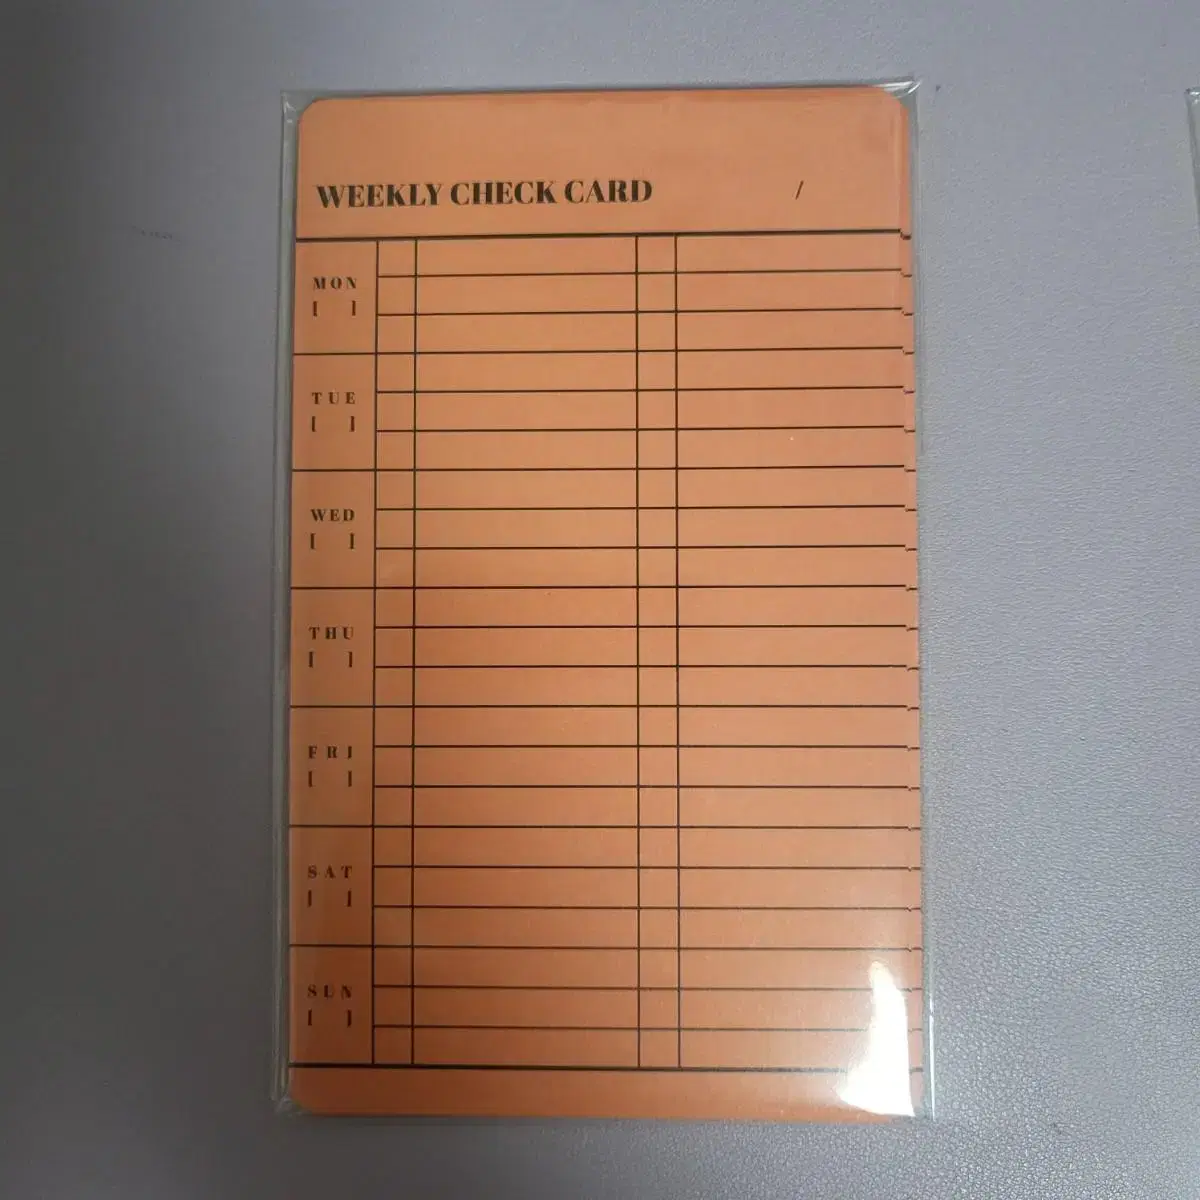 WEEKLY CHECK CARD /
MON
[ ]
TUE
[ ]
WED
[ ]
THU
[ ]
FRI
[ ]
SAT
[ ]
SUN
[ ]